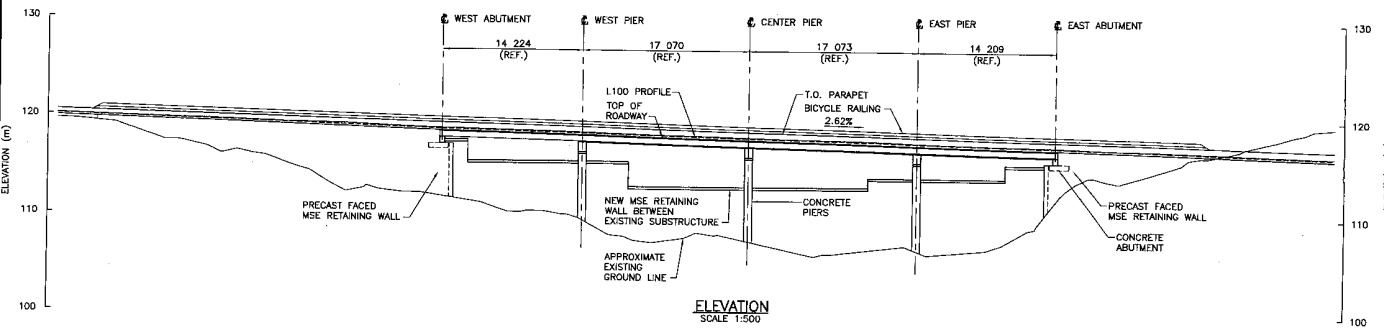 130
120
110
100
ELEVATION (m)
℄ WEST ABUTMENT
℄ WEST PIER
℄ CENTER PIER
℄ EAST PIER
℄ EAST ABUTMENT
14 224
(REF.)
17 070
(REF.)
17 073
(REF.)
14 209
(REF.)
L100 PROFILE
TOP OF
ROADWAY
T.O. PARAPET
BICYCLE RAILING
2.62%
PRECAST FACED
MSE RETAINING WALL
NEW MSE RETAINING
WALL BETWEEN
EXISTING SUBSTRUCTURE
CONCRETE
PIERS
APPROXIMATE
EXISTING
GROUND LINE
PRECAST FACED
MSE RETAINING WALL
CONCRETE
ABUTMENT
130
120
110
100
ELEVATION
SCALE 1:500